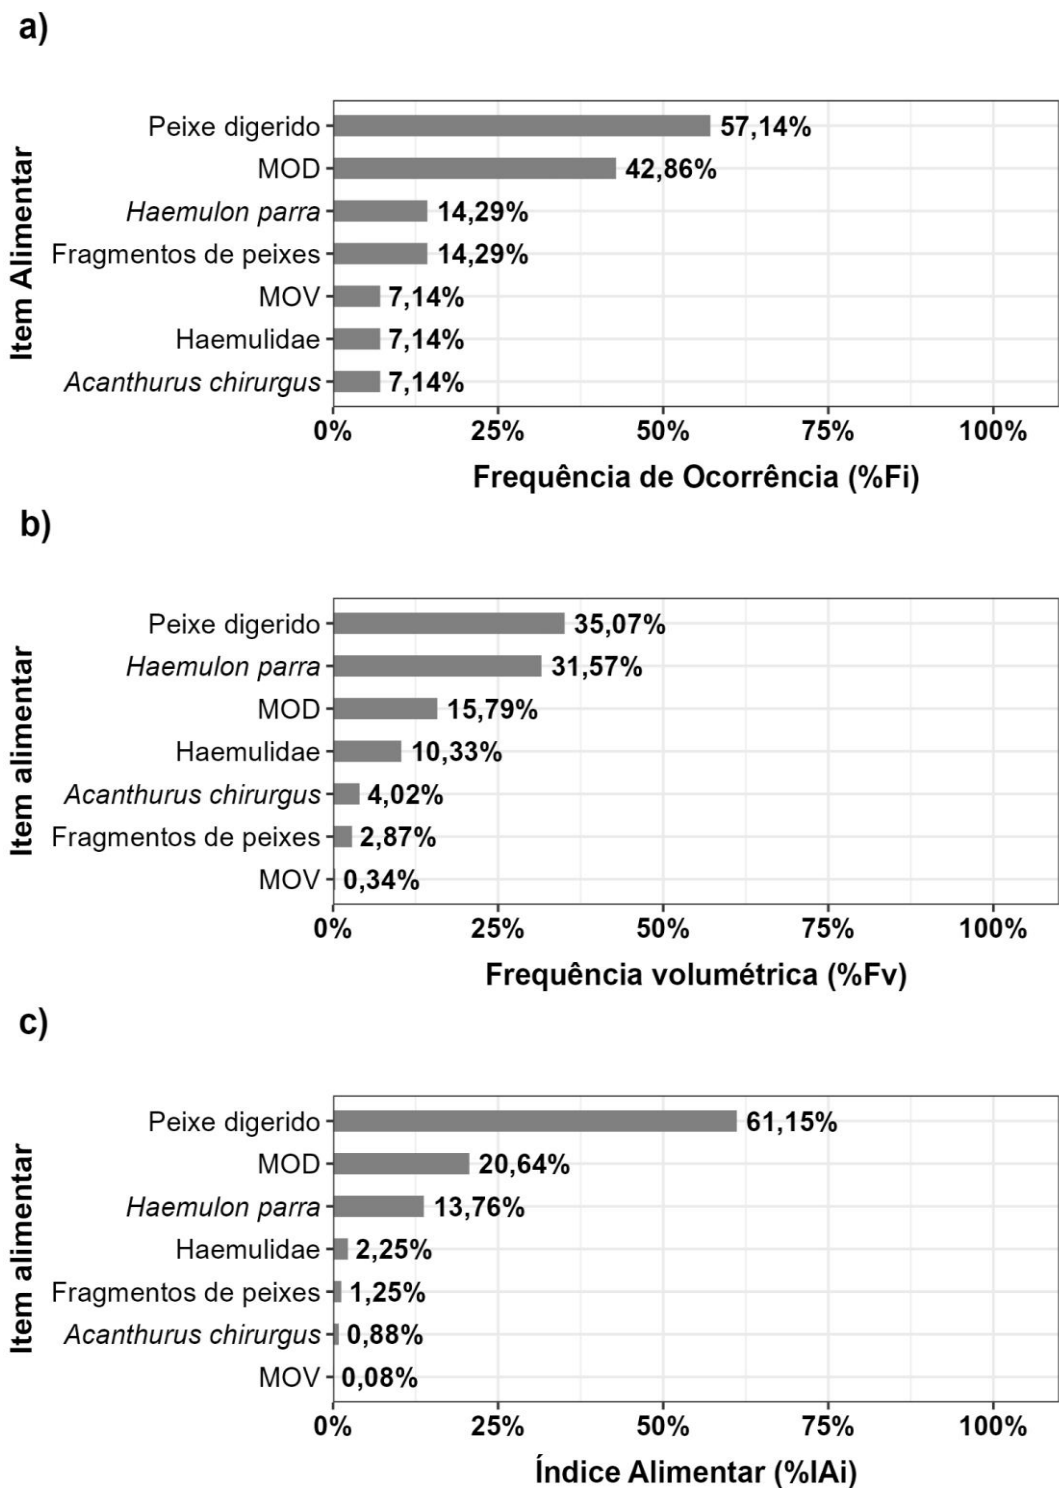 a)
Item Alimentar
Peixe digerido 57,14%
MOD 42,86%
Haemulon parra 14,29%
Fragmentos de peixes 14,29%
MOV 7,14%
Haemulidae 7,14%
Acanthurus chirurgus 7,14%
0% 25% 50% 75% 100%
Frequência de Ocorrência (%Fi)
b)
Item alimentar
Peixe digerido 35,07%
Haemulon parra 31,57%
MOD 15,79%
Haemulidae 10,33%
Acanthurus chirurgus 4,02%
Fragmentos de peixes 2,87%
MOV 0,34%
0% 25% 50% 75% 100%
Frequência volumétrica (%Fv)
c)
Item alimentar
Peixe digerido 61,15%
MOD 20,64%
Haemulon parra 13,76%
Haemulidae 2,25%
Fragmentos de peixes 1,25%
Acanthurus chirurgus 0,88%
MOV 0,08%
0% 25% 50% 75% 100%
Índice Alimentar (%IAi)